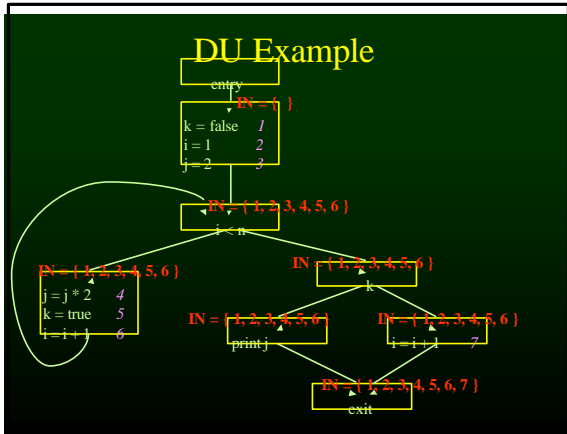 DU Example
entry
IN = { }
k = false 1
i = 1 2
j = 2 3
IN = { 1, 2, 3, 4, 5, 6 }
i < n
IN = { 1, 2, 3, 4, 5, 6 }
j = j * 2 4
k = true 5
i = i + 1 6
IN = { 1, 2, 3, 4, 5, 6 }
k
IN = { 1, 2, 3, 4, 5, 6 }
print j
IN = { 1, 2, 3, 4, 5, 6 }
i = i + 1 7
IN = { 1, 2, 3, 4, 5, 6, 7 }
exit